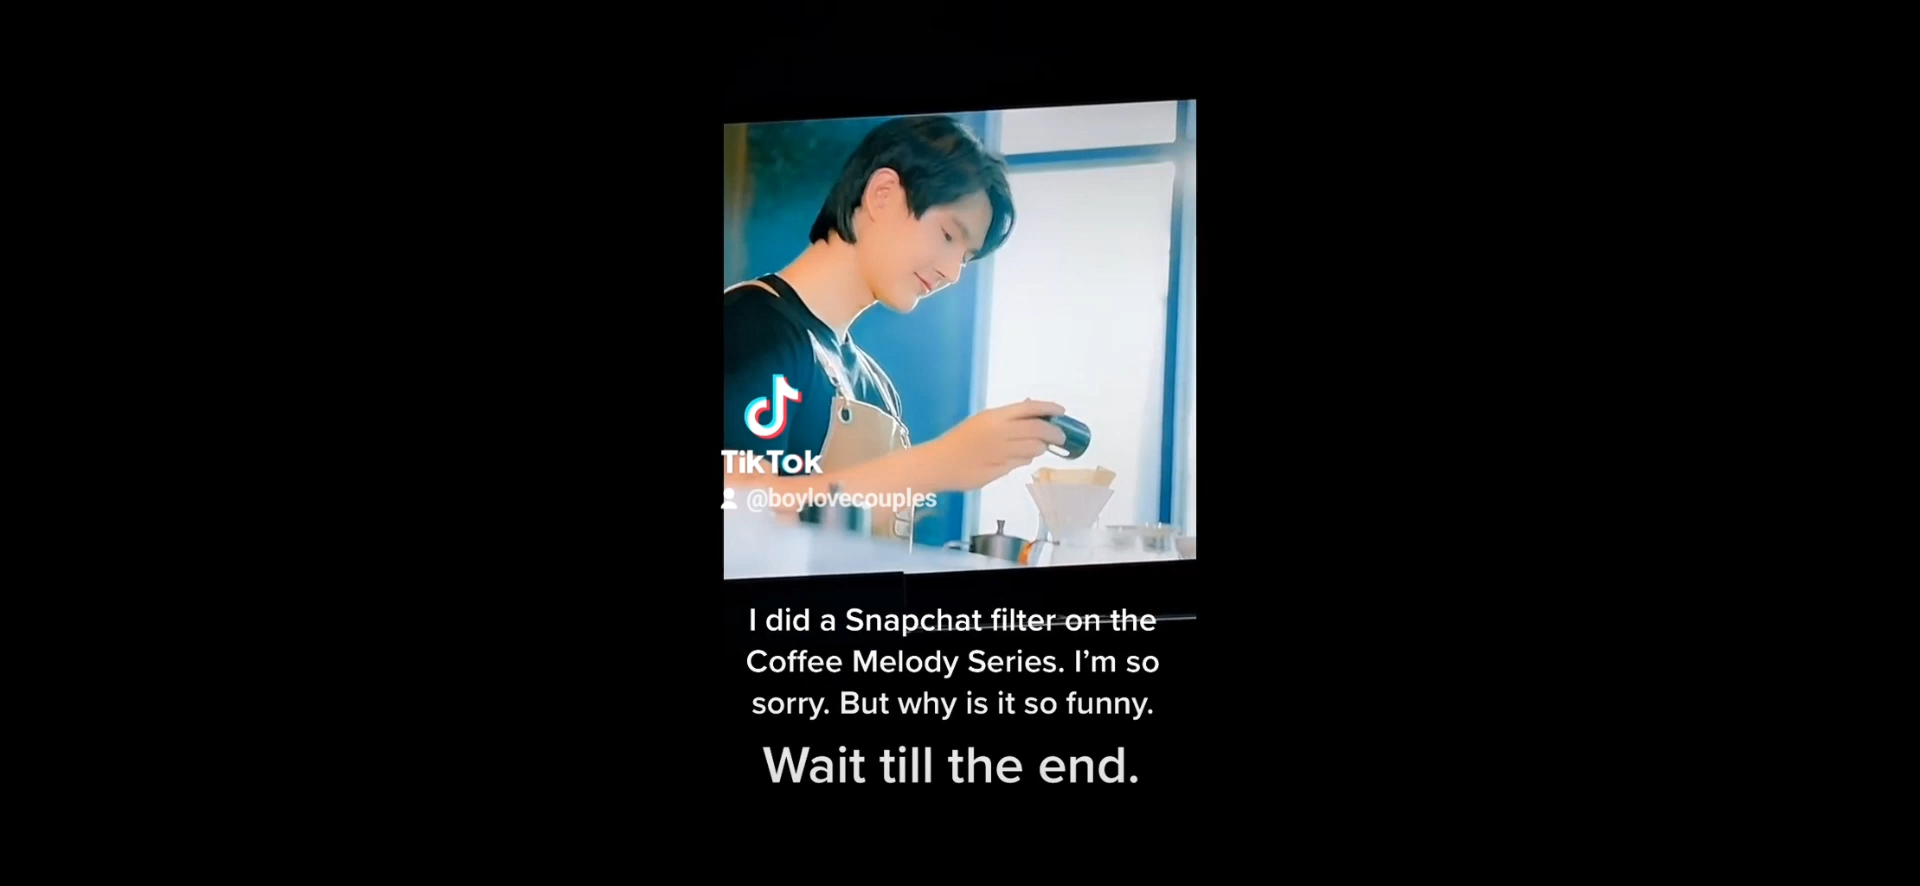 TikTok
@boylovecouples
I did a Snapchat filter on the
Coffee Melody Series. I’m so
sorry. But why is it so funny.
Wait till the end.